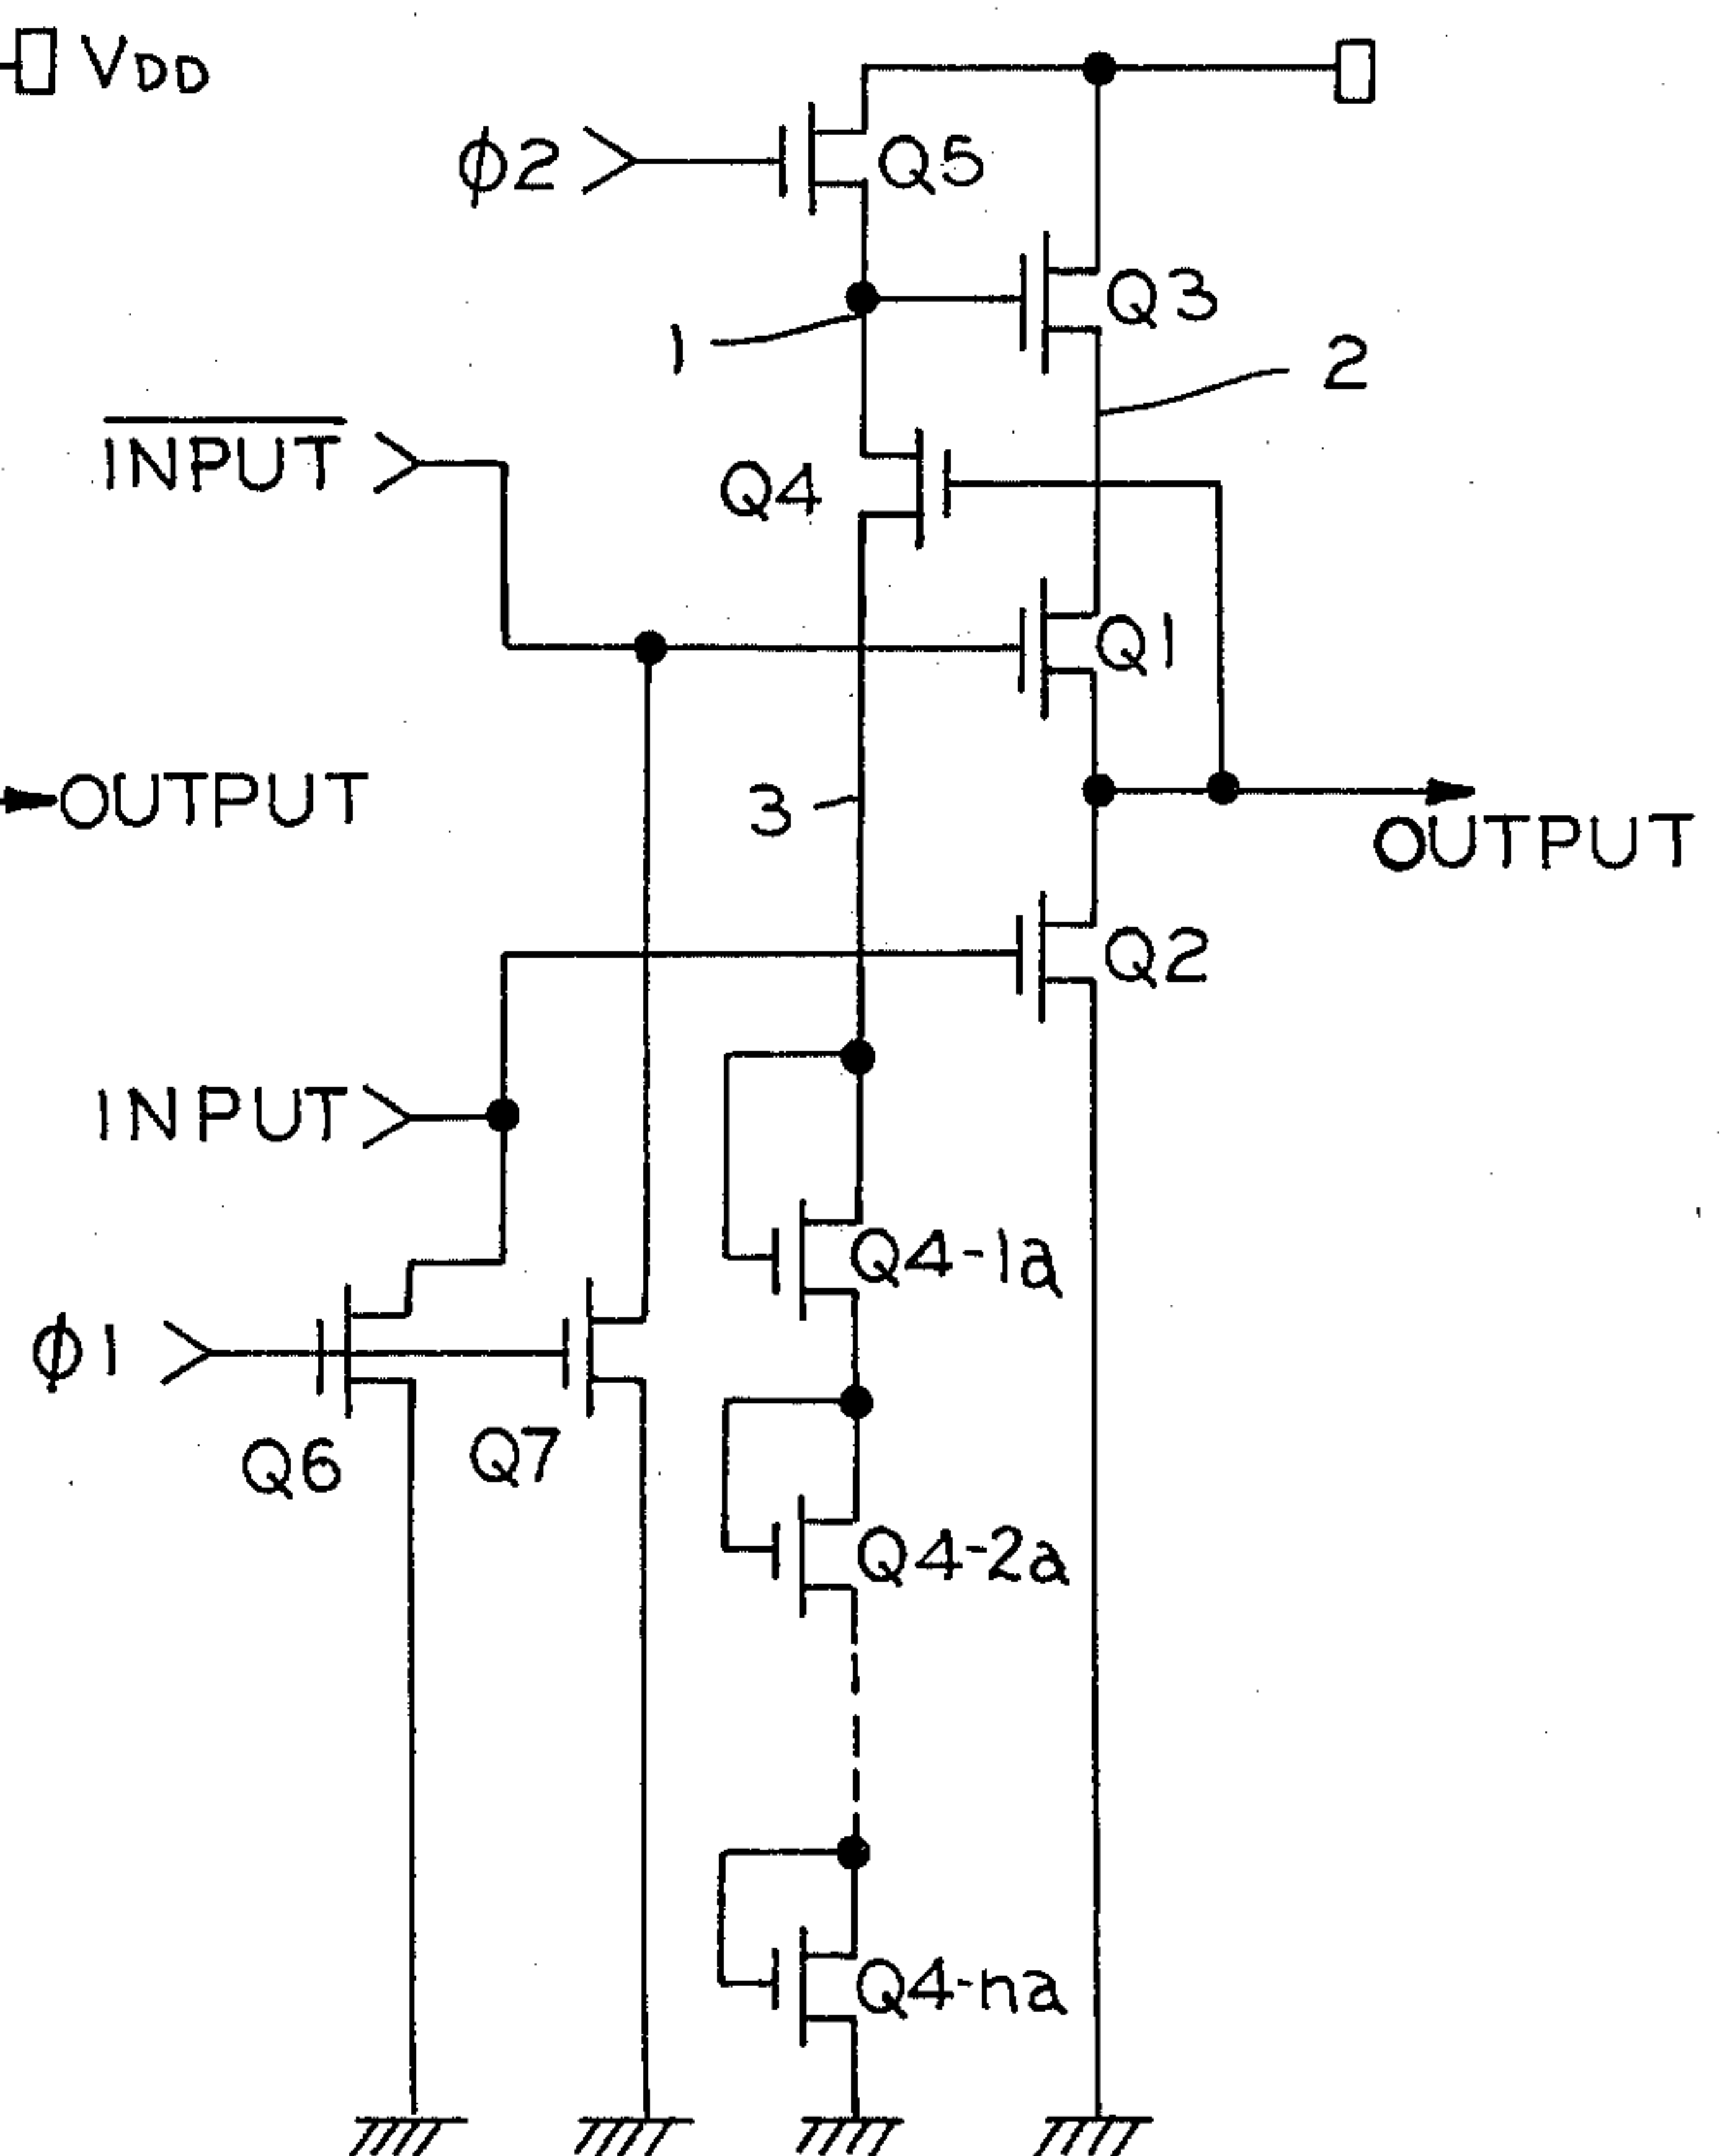 VDD
φ2
Q5
Q3
1
2
INPUT
Q4
Q1
OUTPUT
3
OUTPUT
Q2
INPUT
Q4-1a
φ1
Q6
Q7
Q4-2a
Q4-na